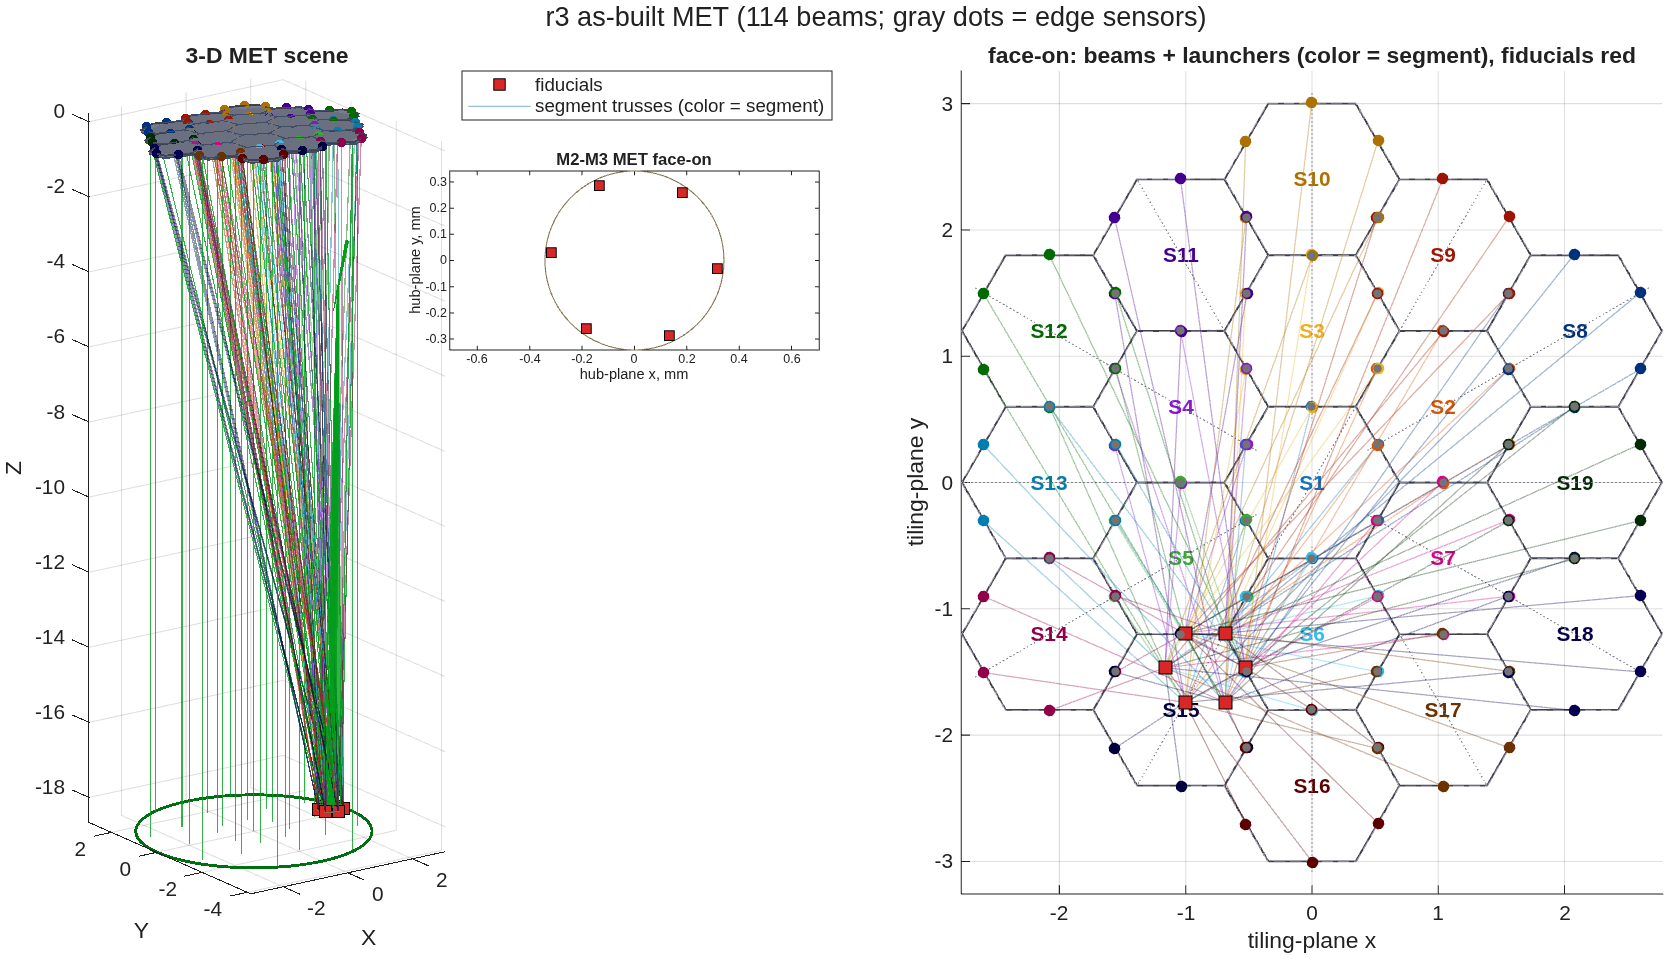 r3 as-built MET (114 beams; gray dots = edge sensors)
3-D MET scene
0
-2
-4
-6
-8
-10
-12
-14
-16
-18
Z
2
0
-2
-4
Y
-2
0
2
X
fiducials
segment trusses (color = segment)
M2-M3 MET face-on
0.3
0.2
0.1
0
-0.1
-0.2
-0.3
hub-plane y, mm
-0.6
-0.4
-0.2
0
0.2
0.4
0.6
hub-plane x, mm
face-on: beams + launchers (color = segment), fiducials red
3
2
1
0
-1
-2
-3
tiling-plane y
S10
S11
S9
S12
S3
S8
S4
S2
S13
S1
S19
S5
S7
S14
S6
S18
S15
S17
S16
-2
-1
0
1
2
tiling-plane x